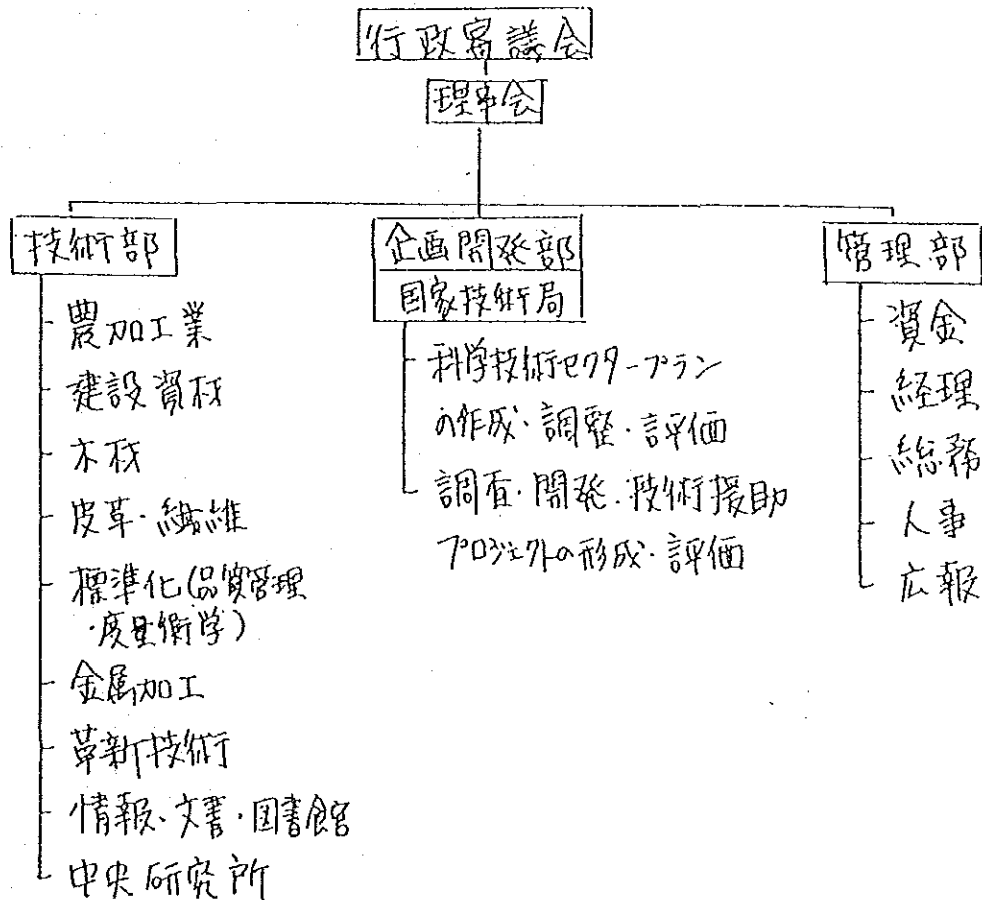 行政審議会
理事会
技術部
農加工業
建設資材
木材
皮革・繊維
標準化(品質管理
・度量衡学)
金属加工
革新技術
情報・文書・図書館
中央研究所
企画開発部
国家技術局
科学技術セクタープラン
の作成・調整・評価
調査・開発・技術援助
プロジェクトの形成・評価
管理部
資金
経理
総務
人事
広報